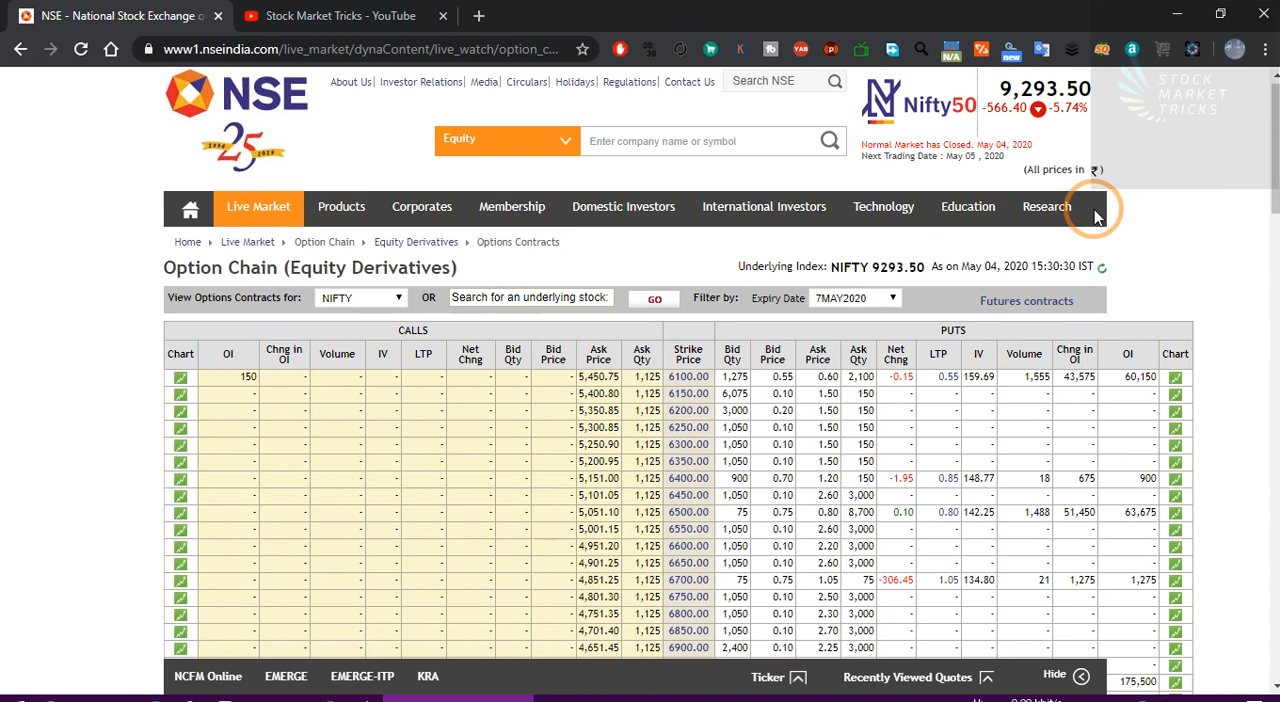 NSE - National Stock Exchange o
Stock Market Tricks - YouTube
www1.nseindia.com/live_market/dynaContent/live_watch/option_c...
N/A
new
YAB
K
NSE
About Us
Investor Relations
Media
Circulars
Holidays
Regulations
Contact Us
Search NSE
Nifty50
9,293.50
-566.40 -5.74%
STOCK
MARKET
TRICKS
Equity
Enter company name or symbol
Normal Market has Closed. May 04, 2020
Next Trading Date : May 05 , 2020
(All prices in ₹)
25
Live Market Products Corporates Membership Domestic Investors International Investors Technology Education Research
Home Live Market Option Chain Equity Derivatives Options Contracts
Option Chain (Equity Derivatives)
Underlying Index: NIFTY 9293.50 As on May 04, 2020 15:30:30 IST
View Options Contracts for: NIFTY OR Search for an underlying stock: GO Filter by: Expiry Date 7MAY2020 Futures contracts
CALLS PUTS
Chart OI Chng in OI Volume IV LTP Net Chng Bid Qty Bid Price Ask Price Ask Qty Strike Price Bid Qty Bid Price Ask Price Ask Qty Net Chng LTP IV Volume Chng in OI OI Chart
150 - - - - - - - 5,450.75 1,125 6100.00 1,275 0.55 0.60 2,100 -0.15 0.55 159.69 1,555 43,575 60,150
- - - - - - - - 5,400.80 1,125 6150.00 6,075 0.10 1.50 150 - - - - - -
- - - - - - - - 5,350.85 1,125 6200.00 3,000 0.20 1.50 150 - - - - - -
- - - - - - - - 5,300.85 1,125 6250.00 1,050 0.10 1.50 150 - - - - - -
- - - - - - - - 5,250.90 1,125 6300.00 1,050 0.10 1.50 150 - - - - - -
- - - - - - - - 5,200.95 1,125 6350.00 1,050 0.10 1.50 150 - - - - - -
- - - - - - - - 5,151.00 1,125 6400.00 900 0.70 1.20 150 -1.95 0.85 148.77 18 675 900
- - - - - - - - 5,101.05 1,125 6450.00 1,050 0.10 2.60 3,000 - - - - - -
- - - - - - - - 5,051.10 1,125 6500.00 75 0.75 0.80 8,700 0.10 0.80 142.25 1,488 51,450 63,675
- - - - - - - - 5,001.15 1,125 6550.00 1,050 0.10 2.60 3,000 - - - - - -
- - - - - - - - 4,951.20 1,125 6600.00 1,050 0.10 2.20 3,000 - - - - - -
- - - - - - - - 4,901.25 1,125 6650.00 1,050 0.10 2.60 3,000 - - - - - -
- - - - - - - - 4,851.25 1,125 6700.00 75 0.75 1.05 75 -306.45 1.05 134.80 21 1,275 1,275
- - - - - - - - 4,801.30 1,125 6750.00 1,050 0.10 2.50 3,000 - - - - - -
- - - - - - - - 4,751.35 1,125 6800.00 1,050 0.10 2.30 3,000 - - - - - -
- - - - - - - - 4,701.40 1,125 6850.00 1,050 0.10 2.70 3,000 - - - - - -
- - - - - - - - 4,651.45 1,125 6900.00 2,400 0.10 2.25 3,000 - - - - - -
-
175,500
NCFM Online EMERGE EMERGE-ITP KRA Ticker Recently Viewed Quotes Hide